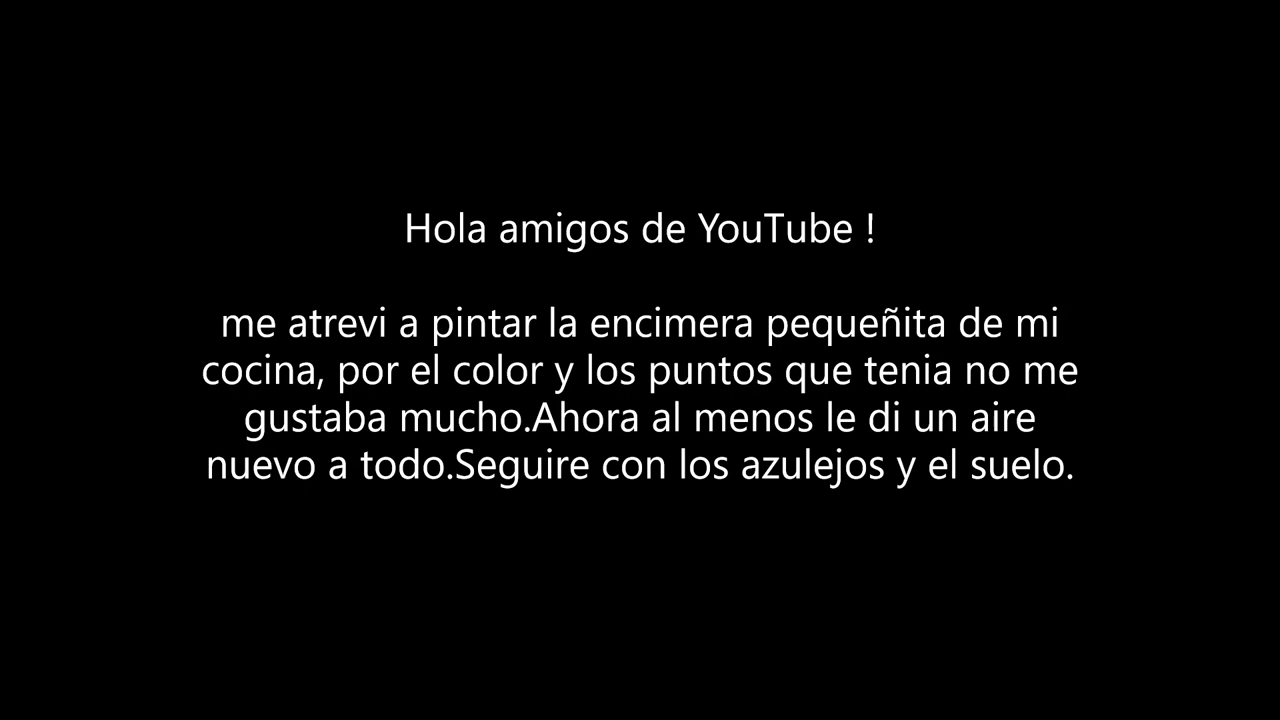 Hola amigos de YouTube !
me atrevi a pintar la encimera pequeñita de mi
cocina, por el color y los puntos que tenia no me
gustaba mucho.Ahora al menos le di un aire
nuevo a todo.Seguire con los azulejos y el suelo.